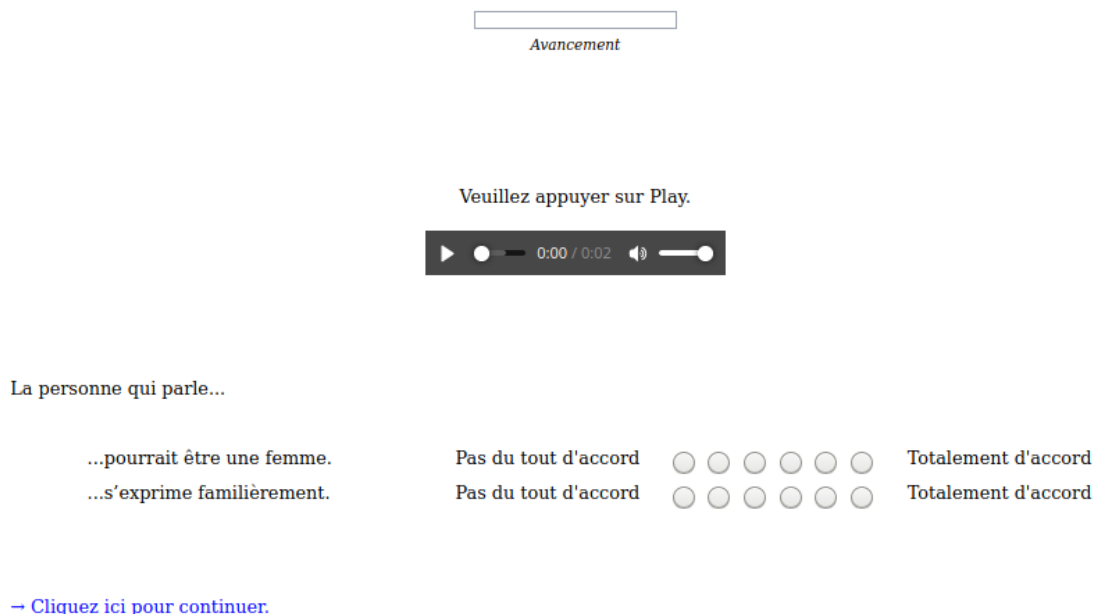 Avancement
Veuillez appuyer sur Play.
0:00 / 0:02
La personne qui parle...
...pourrait être une femme. Pas du tout d'accord Totalement d'accord
...s’exprime familièrement. Pas du tout d'accord Totalement d'accord
→ Cliquez ici pour continuer.